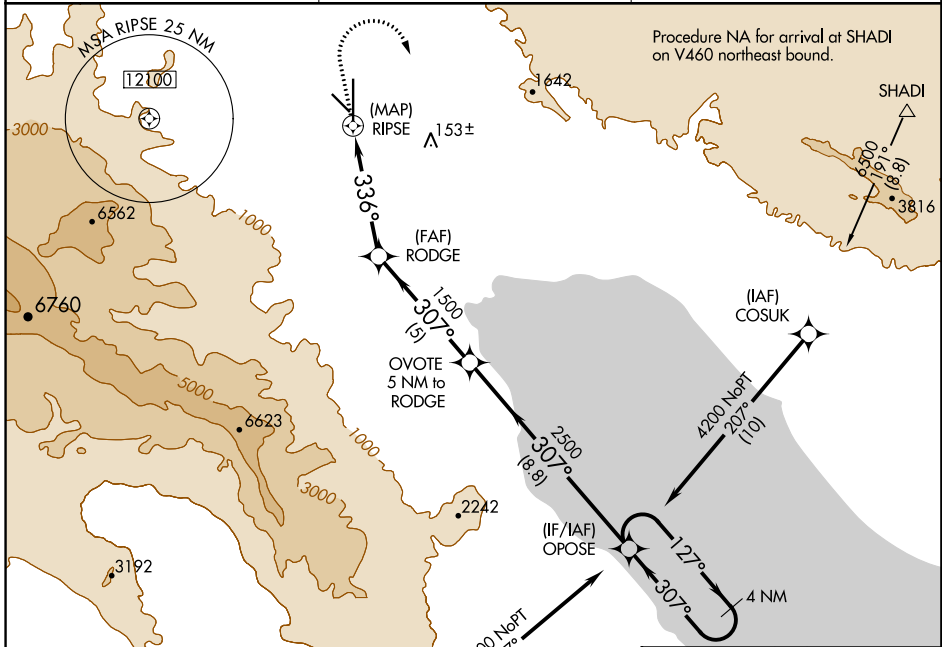 MSA RIPSE 25 NM
12100
Procedure NA for arrival at SHADI
on V460 northeast bound.
1642
SHADI
3000
(MAP)
RIPSE
153±
6500
191°
(8.8)
3816
336°
6562
1000
(FAF)
RODGE
6760
1500
307°
(5)
(IAF)
COSUK
OVOTE
5 NM to
RODGE
5000
6623
1000
4200 NoPT
207°
(10)
2500
307°
(8.8)
3000
2242
(IF/IAF)
OPOSE
127°
3192
307°
4 NM
00 NoPT